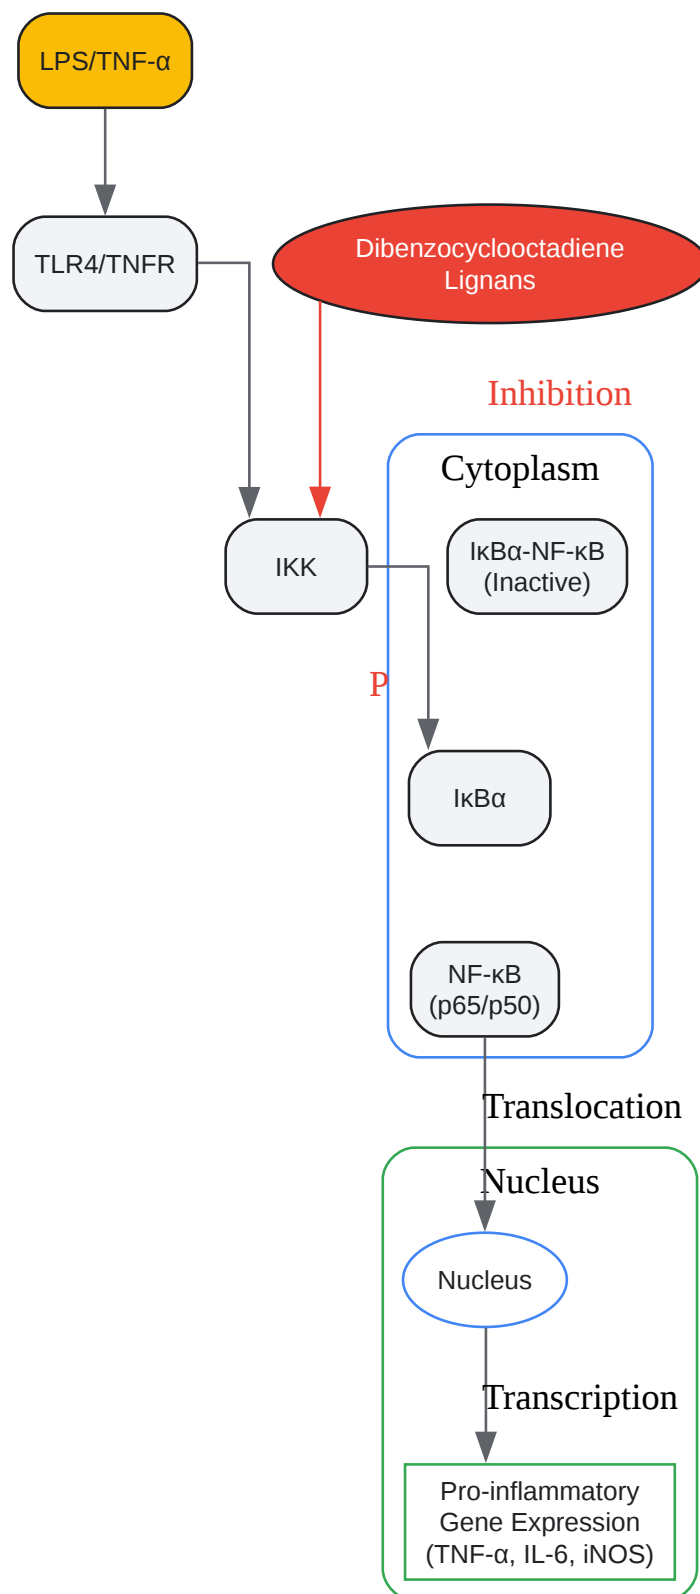 LPS/TNF-α
TLR4/TNFR
Dibenzocyclooctadiene
Lignans
Inhibition
Cytoplasm
IKK
IκBα-NF-κB
(Inactive)
P
IκBα
NF-κB
(p65/p50)
Translocation
Nucleus
Nucleus
Transcription
Pro-inflammatory
Gene Expression
(TNF-α, IL-6, iNOS)